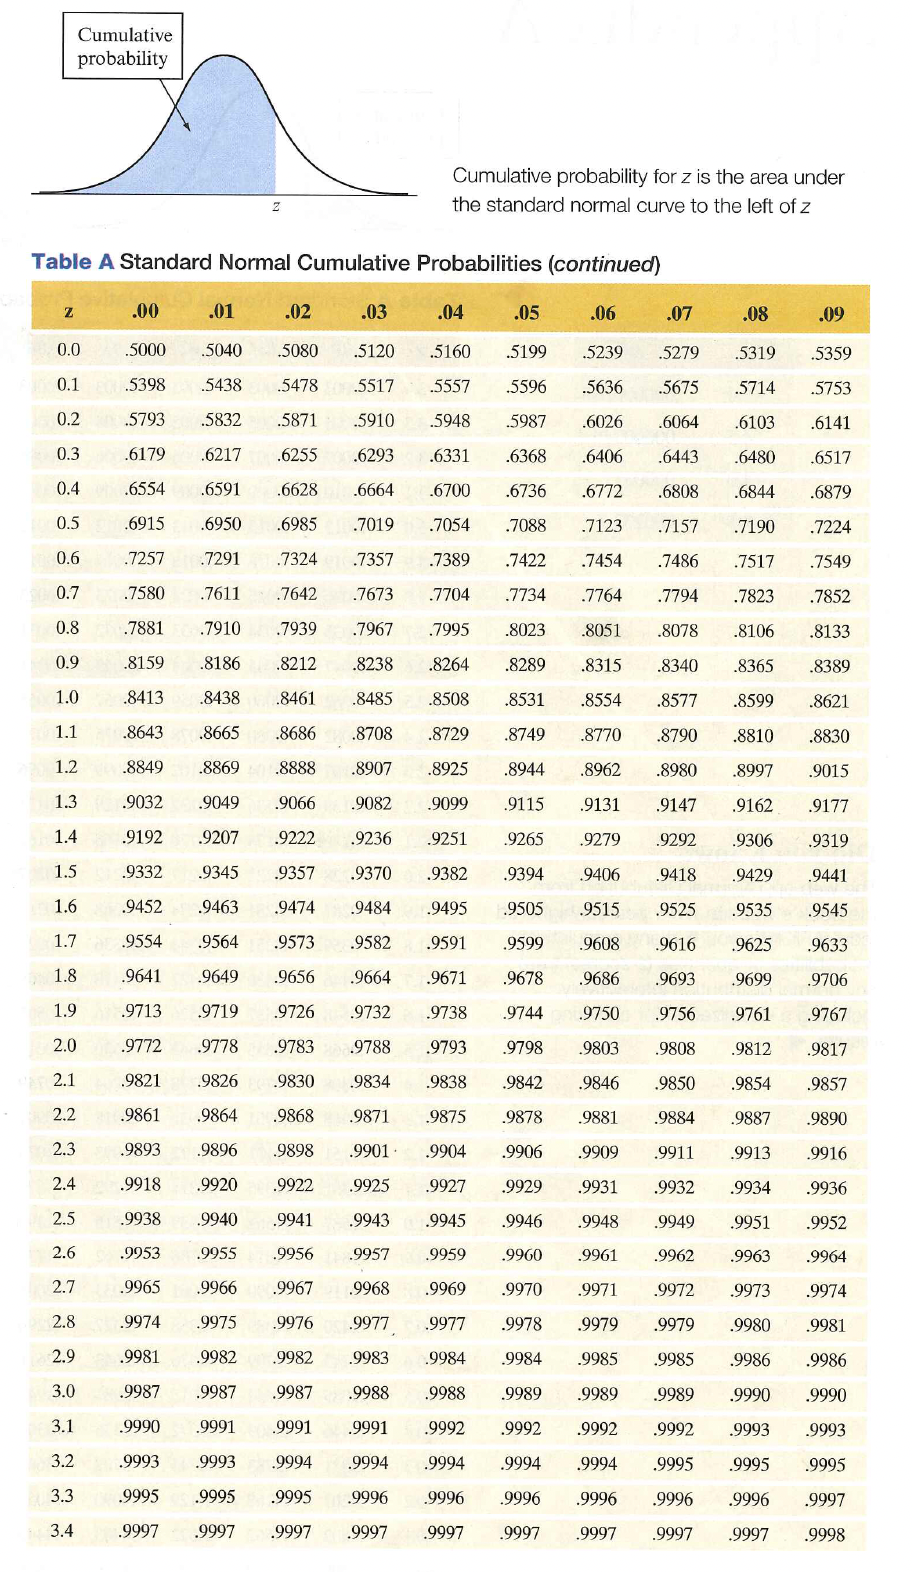 Cumulative
probability
Cumulative probability for z is the area under
the standard normal curve to the left of z
z
Table A Standard Normal Cumulative Probabilities (continued)
z .00 .01 .02 .03 .04 .05 .06 .07 .08 .09
0.0 .5000 .5040 .5080 .5120 .5160 .5199 .5239 .5279 .5319 .5359
0.1 .5398 .5438 .5478 .5517 .5557 .5596 .5636 .5675 .5714 .5753
0.2 .5793 .5832 .5871 .5910 .5948 .5987 .6026 .6064 .6103 .6141
0.3 .6179 .6217 .6255 .6293 .6331 .6368 .6406 .6443 .6480 .6517
0.4 .6554 .6591 .6628 .6664 .6700 .6736 .6772 .6808 .6844 .6879
0.5 .6915 .6950 .6985 .7019 .7054 .7088 .7123 .7157 .7190 .7224
0.6 .7257 .7291 .7324 .7357 .7389 .7422 .7454 .7486 .7517 .7549
0.7 .7580 .7611 .7642 .7673 .7704 .7734 .7764 .7794 .7823 .7852
0.8 .7881 .7910 .7939 .7967 .7995 .8023 .8051 .8078 .8106 .8133
0.9 .8159 .8186 .8212 .8238 .8264 .8289 .8315 .8340 .8365 .8389
1.0 .8413 .8438 .8461 .8485 .8508 .8531 .8554 .8577 .8599 .8621
1.1 .8643 .8665 .8686 .8708 .8729 .8749 .8770 .8790 .8810 .8830
1.2 .8849 .8869 .8888 .8907 .8925 .8944 .8962 .8980 .8997 .9015
1.3 .9032 .9049 .9066 .9082 .9099 .9115 .9131 .9147 .9162 .9177
1.4 .9192 .9207 .9222 .9236 .9251 .9265 .9279 .9292 .9306 .9319
1.5 .9332 .9345 .9357 .9370 .9382 .9394 .9406 .9418 .9429 .9441
1.6 .9452 .9463 .9474 .9484 .9495 .9505 .9515 .9525 .9535 .9545
1.7 .9554 .9564 .9573 .9582 .9591 .9599 .9608 .9616 .9625 .9633
1.8 .9641 .9649 .9656 .9664 .9671 .9678 .9686 .9693 .9699 .9706
1.9 .9713 .9719 .9726 .9732 .9738 .9744 .9750 .9756 .9761 .9767
2.0 .9772 .9778 .9783 .9788 .9793 .9798 .9803 .9808 .9812 .9817
2.1 .9821 .9826 .9830 .9834 .9838 .9842 .9846 .9850 .9854 .9857
2.2 .9861 .9864 .9868 .9871 .9875 .9878 .9881 .9884 .9887 .9890
2.3 .9893 .9896 .9898 .9901 .9904 .9906 .9909 .9911 .9913 .9916
2.4 .9918 .9920 .9922 .9925 .9927 .9929 .9931 .9932 .9934 .9936
2.5 .9938 .9940 .9941 .9943 .9945 .9946 .9948 .9949 .9951 .9952
2.6 .9953 .9955 .9956 .9957 .9959 .9960 .9961 .9962 .9963 .9964
2.7 .9965 .9966 .9967 .9968 .9969 .9970 .9971 .9972 .9973 .9974
2.8 .9974 .9975 .9976 .9977 .9977 .9978 .9979 .9979 .9980 .9981
2.9 .9981 .9982 .9982 .9983 .9984 .9984 .9985 .9985 .9986 .9986
3.0 .9987 .9987 .9987 .9988 .9988 .9989 .9989 .9989 .9990 .9990
3.1 .9990 .9991 .9991 .9991 .9992 .9992 .9992 .9992 .9993 .9993
3.2 .9993 .9993 .9994 .9994 .9994 .9994 .9994 .9995 .9995 .9995
3.3 .9995 .9995 .9995 .9996 .9996 .9996 .9996 .9996 .9996 .9997
3.4 .9997 .9997 .9997 .9997 .9997 .9997 .9997 .9997 .9997 .9998